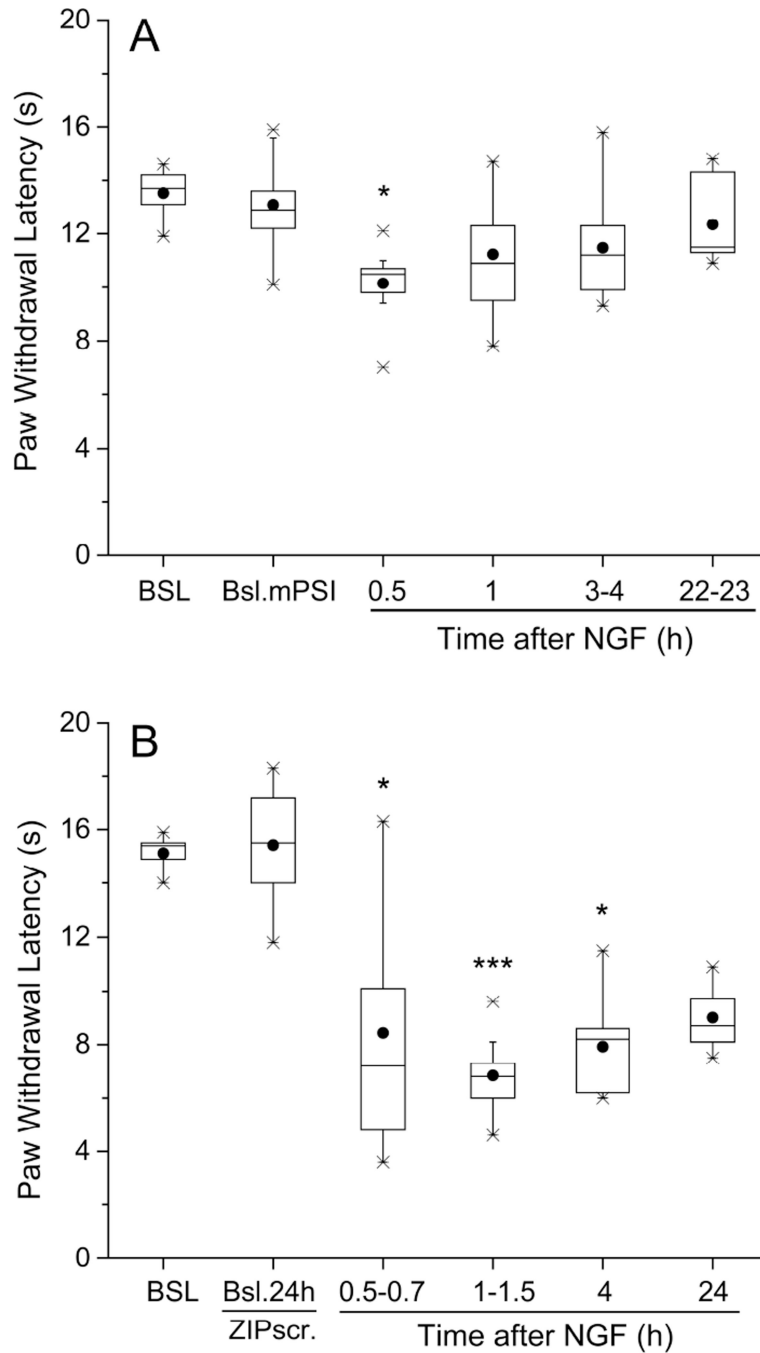 A
Paw Withdrawal Latency (s)
20
16
12
8
4
0
*
BSL Bsl.mPSI 0.5 1 3-4 22-23
Time after NGF (h)
B
Paw Withdrawal Latency (s)
20
16
12
8
4
0
*
***
*
BSL Bsl.24h 0.5-0.7 1-1.5 4 24
ZIPscr. Time after NGF (h)